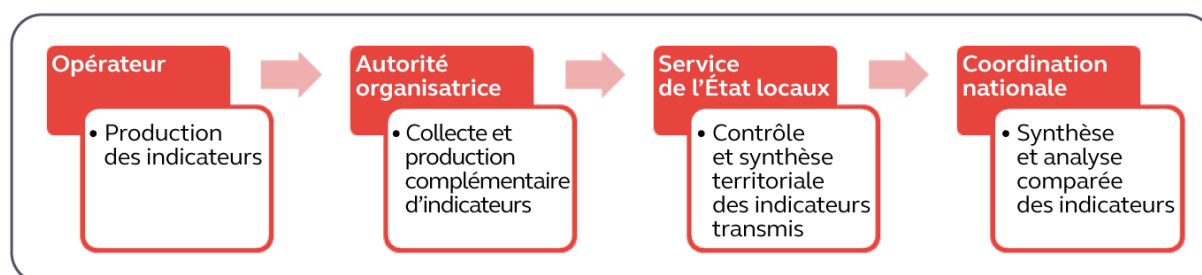 Opérateur
• Production
des indicateurs
Autorité
organisatrice
• Collecte et
production
complémentaire
d'indicateurs
Service
de l'État locaux
• Contrôle
et synthèse
territoriale
des indicateurs
transmis
Coordination
nationale
• Synthèse
et analyse
comparée
des indicateurs